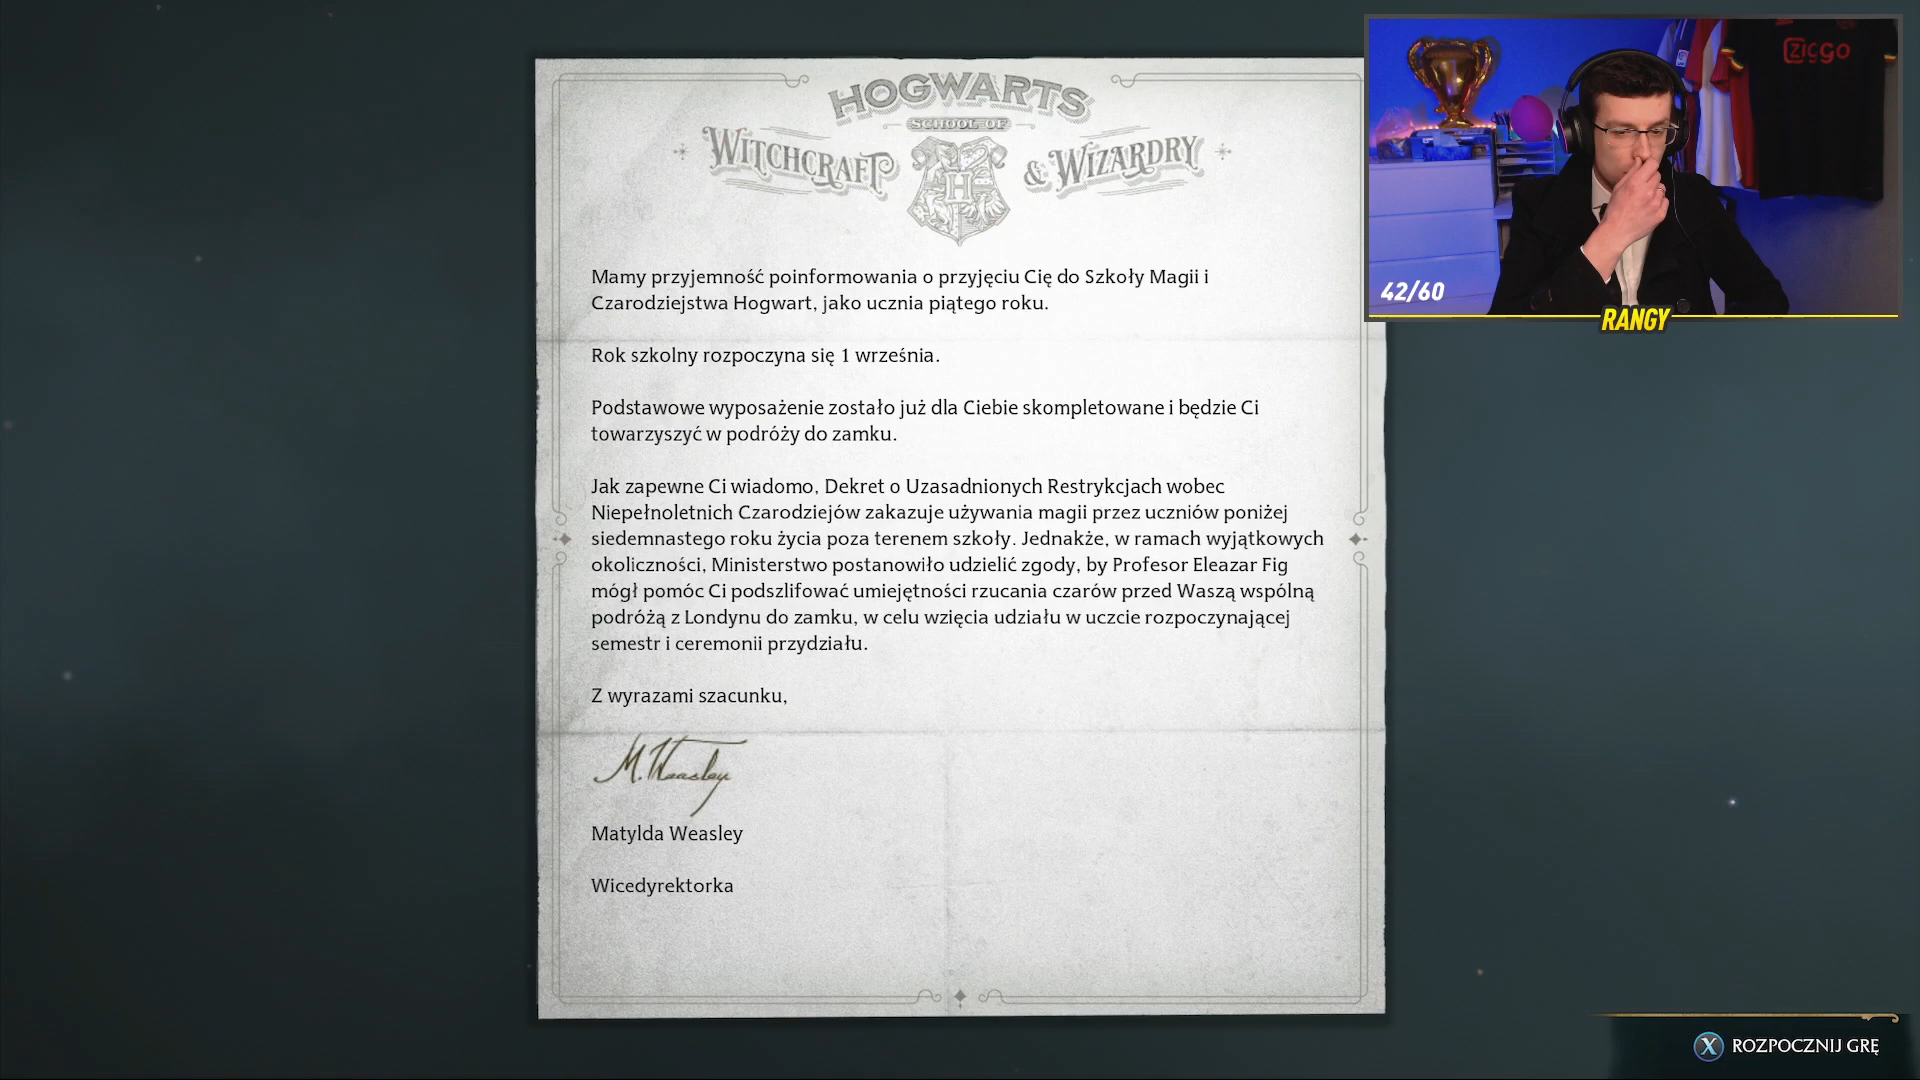 HOGWARTS
SCHOOL OF
WITCHCRAFT & WIZARDRY
H
Mamy przyjemność poinformowania o przyjęciu Cię do Szkoły Magii i
Czarodziejstwa Hogwart, jako ucznia piątego roku.
Rok szkolny rozpoczyna się 1 września.
Podstawowe wyposażenie zostało już dla Ciebie skompletowane i będzie Ci
towarzyszyć w podróży do zamku.
Jak zapewne Ci wiadomo, Dekret o Uzasadnionych Restrykcjach wobec
Niepełnoletnich Czarodziejów zakazuje używania magii przez uczniów poniżej
siedemnastego roku życia poza terenem szkoły. Jednakże, w ramach wyjątkowych
okoliczności, Ministerstwo postanowiło udzielić zgody, by Profesor Eleazar Fig
mógł pomóc Ci podszlifować umiejętności rzucania czarów przed Waszą wspólną
podróżą z Londynu do zamku, w celu wzięcia udziału w uczcie rozpoczynającej
semestr i ceremonii przydziału.
Z wyrazami szacunku,
M. Weasley
Matylda Weasley
Wicedyrektorka
ziggo
42/60
RANGY
X ROZPOCZNIJ GRĘ